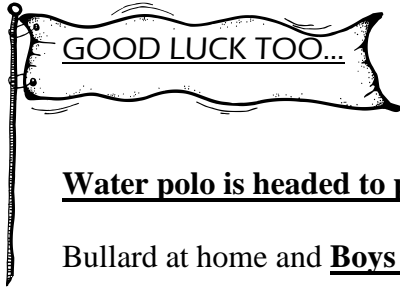 GOOD LUCK TOO...
Water polo is headed to
Bullard at home and Boys